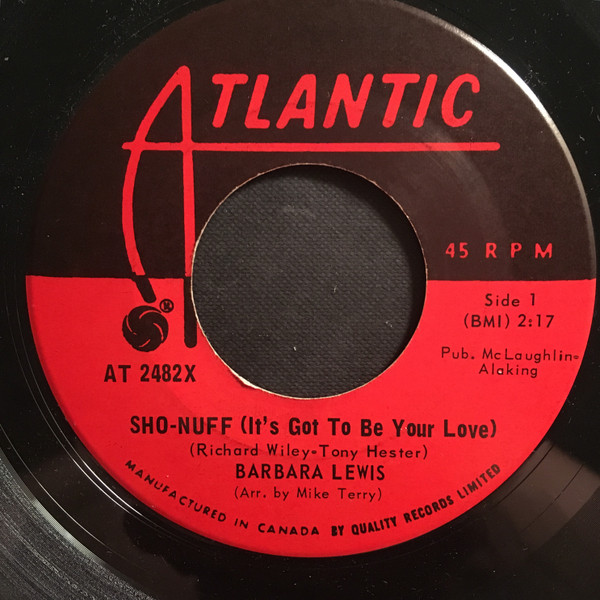 ATLANTIC
45 RPM
Side 1
(BMI) 2:17
Pub. McLaughlin-
Alaking
®
AT 2482X
SHO-NUFF (It's Got To Be Your Love)
(Richard Wiley-Tony Hester)
BARBARA LEWIS
(Arr. by Mike Terry)
MANUFACTURED IN CANADA BY QUALITY RECORDS LIMITED